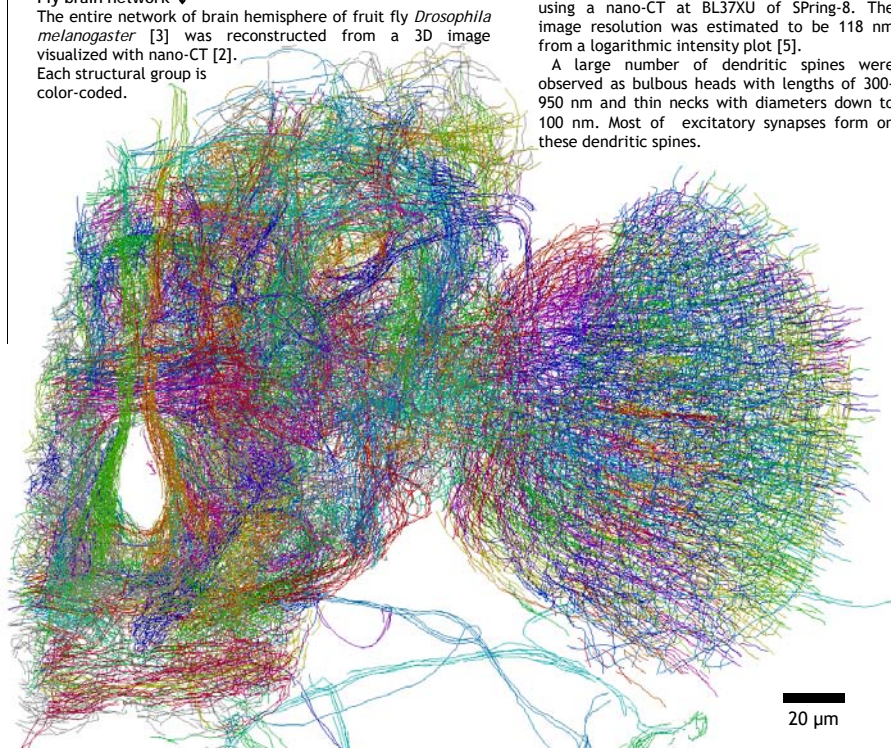 Fly brain network
The entire network of brain hemisphere of fruit fly Drosophila
melanogaster [3] was reconstructed from a 3D image
visualized with nano-CT [2].
Each structural group is
color-coded.
using a nano-CT at BL37XU of SPring-8. The
image resolution was estimated to be 118 nm
from a logarithmic intensity plot [5].
A large number of dendritic spines were
observed as bulbous heads with lengths of 300-
950 nm and thin necks with diameters down to
100 nm. Most of excitatory synapses form on
these dendritic spines.
20 μm